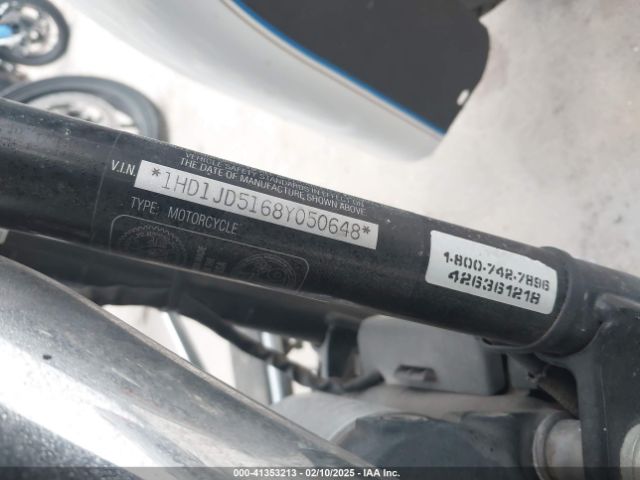 VEHICLE SAFETY STANDARDS IN EFFECT ON
THE DATE OF MANUFACTURE SHOWN ABOVE.
V.I.N. *1HD1JD5168Y050648*
TYPE: MOTORCYCLE
1-800-742-7896
426361218
000-41353213 — 02/10/2025 — IAA Inc.